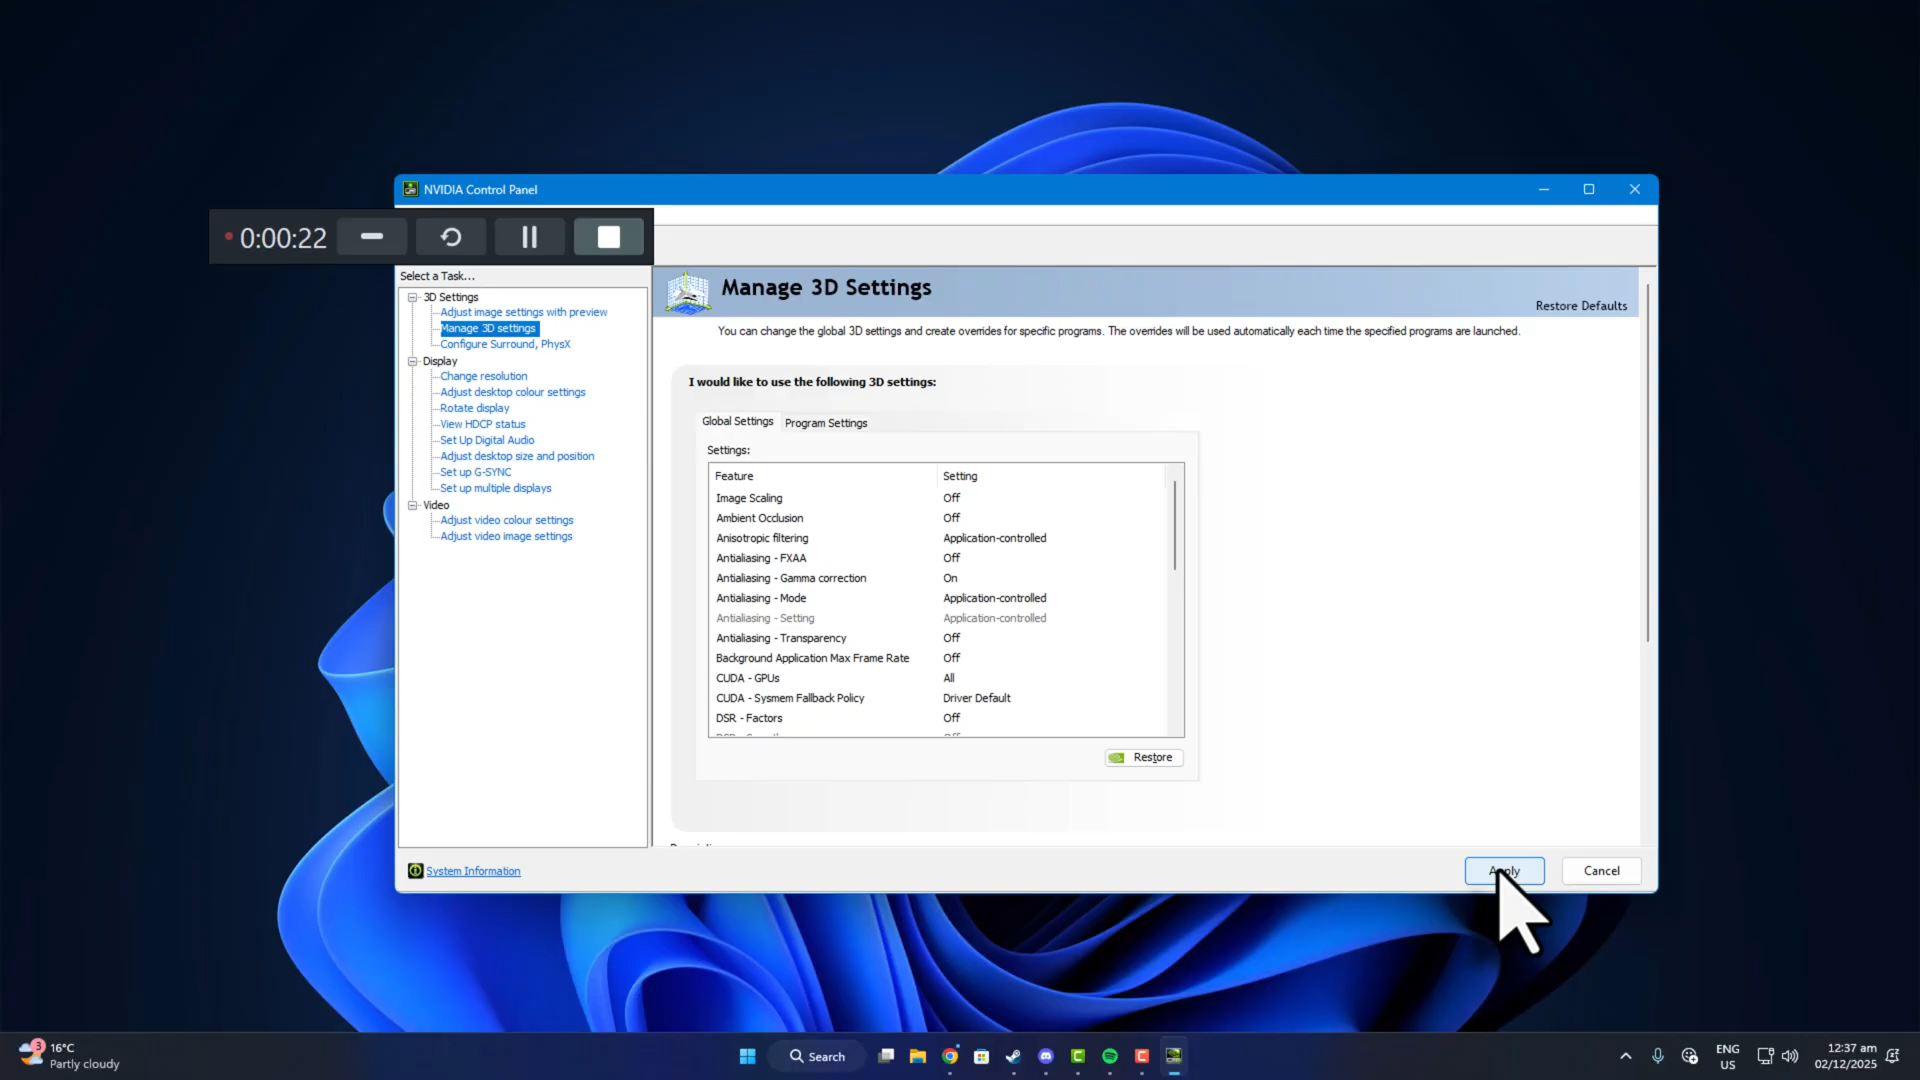 NVIDIA Control Panel
0:00:22
Select a Task...
3D Settings
Adjust image settings with preview
Manage 3D settings
Configure Surround, PhysX
Display
Change resolution
Adjust desktop colour settings
Rotate display
View HDCP status
Set Up Digital Audio
Adjust desktop size and position
Set up G-SYNC
Set up multiple displays
Video
Adjust video colour settings
Adjust video image settings
System Information
Manage 3D Settings
Restore Defaults
You can change the global 3D settings and create overrides for specific programs. The overrides will be used automatically each time the specified programs are launched.
I would like to use the following 3D settings:
Global Settings Program Settings
Settings:
Feature Setting
Image Scaling Off
Ambient Occlusion Off
Anisotropic filtering Application-controlled
Antialiasing - FXAA Off
Antialiasing - Gamma correction On
Antialiasing - Mode Application-controlled
Antialiasing - Setting Application-controlled
Antialiasing - Transparency Off
Background Application Max Frame Rate Off
CUDA - GPUs All
CUDA - Sysmem Fallback Policy Driver Default
DSR - Factors Off
Restore
Apply Cancel
3
16°C
Partly cloudy
Search
ENG
US
12:37 am
02/12/2025